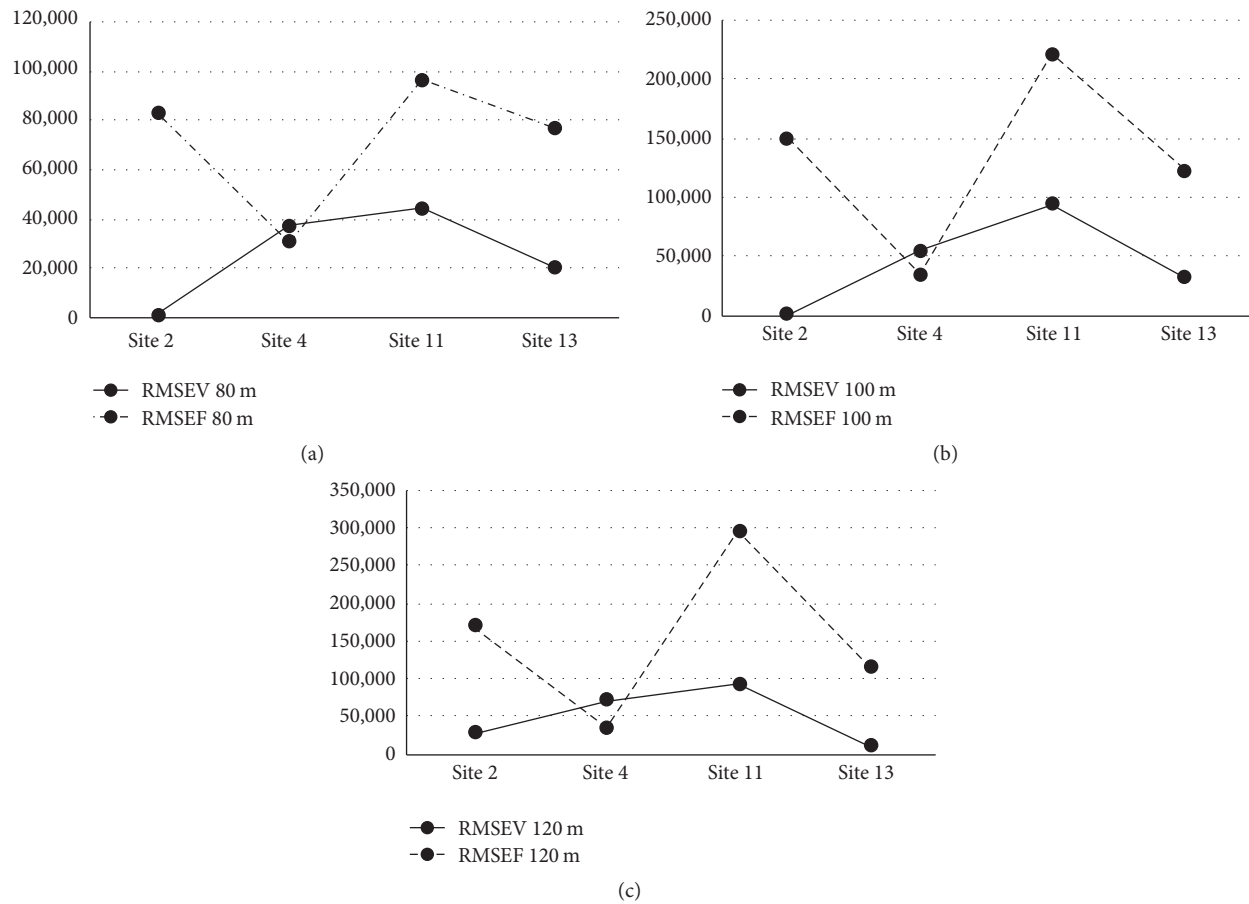 120,000
100,000
80,000
60,000
40,000
20,000
0
Site 2 Site 4 Site 11 Site 13
RMSEV 80 m
RMSEF 80 m
(a)
250,000
200,000
150,000
100,000
50,000
0
Site 2 Site 4 Site 11 Site 13
RMSEV 100 m
RMSEF 100 m
(b)
350,000
300,000
250,000
200,000
150,000
100,000
50,000
0
Site 2 Site 4 Site 11 Site 13
RMSEV 120 m
RMSEF 120 m
(c)